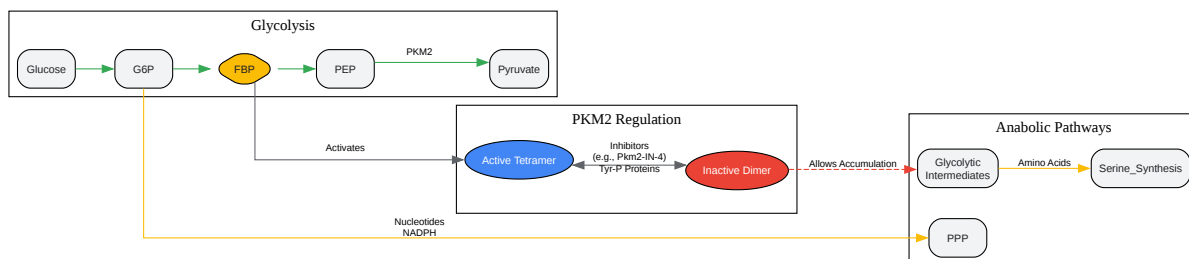 Glycolysis
Glucose
G6P
FBP
PEP
PKM2
Pyruvate
PKM2 Regulation
Activates
Active Tetramer
Inhibitors
(e.g., Pkm2-IN-4)
Tyr-P Proteins
Inactive Dimer
Allows Accumulation
Anabolic Pathways
Glycolytic
Intermediates
Amino Acids
Serine_Synthesis
Nucleotides
NADPH
PPP